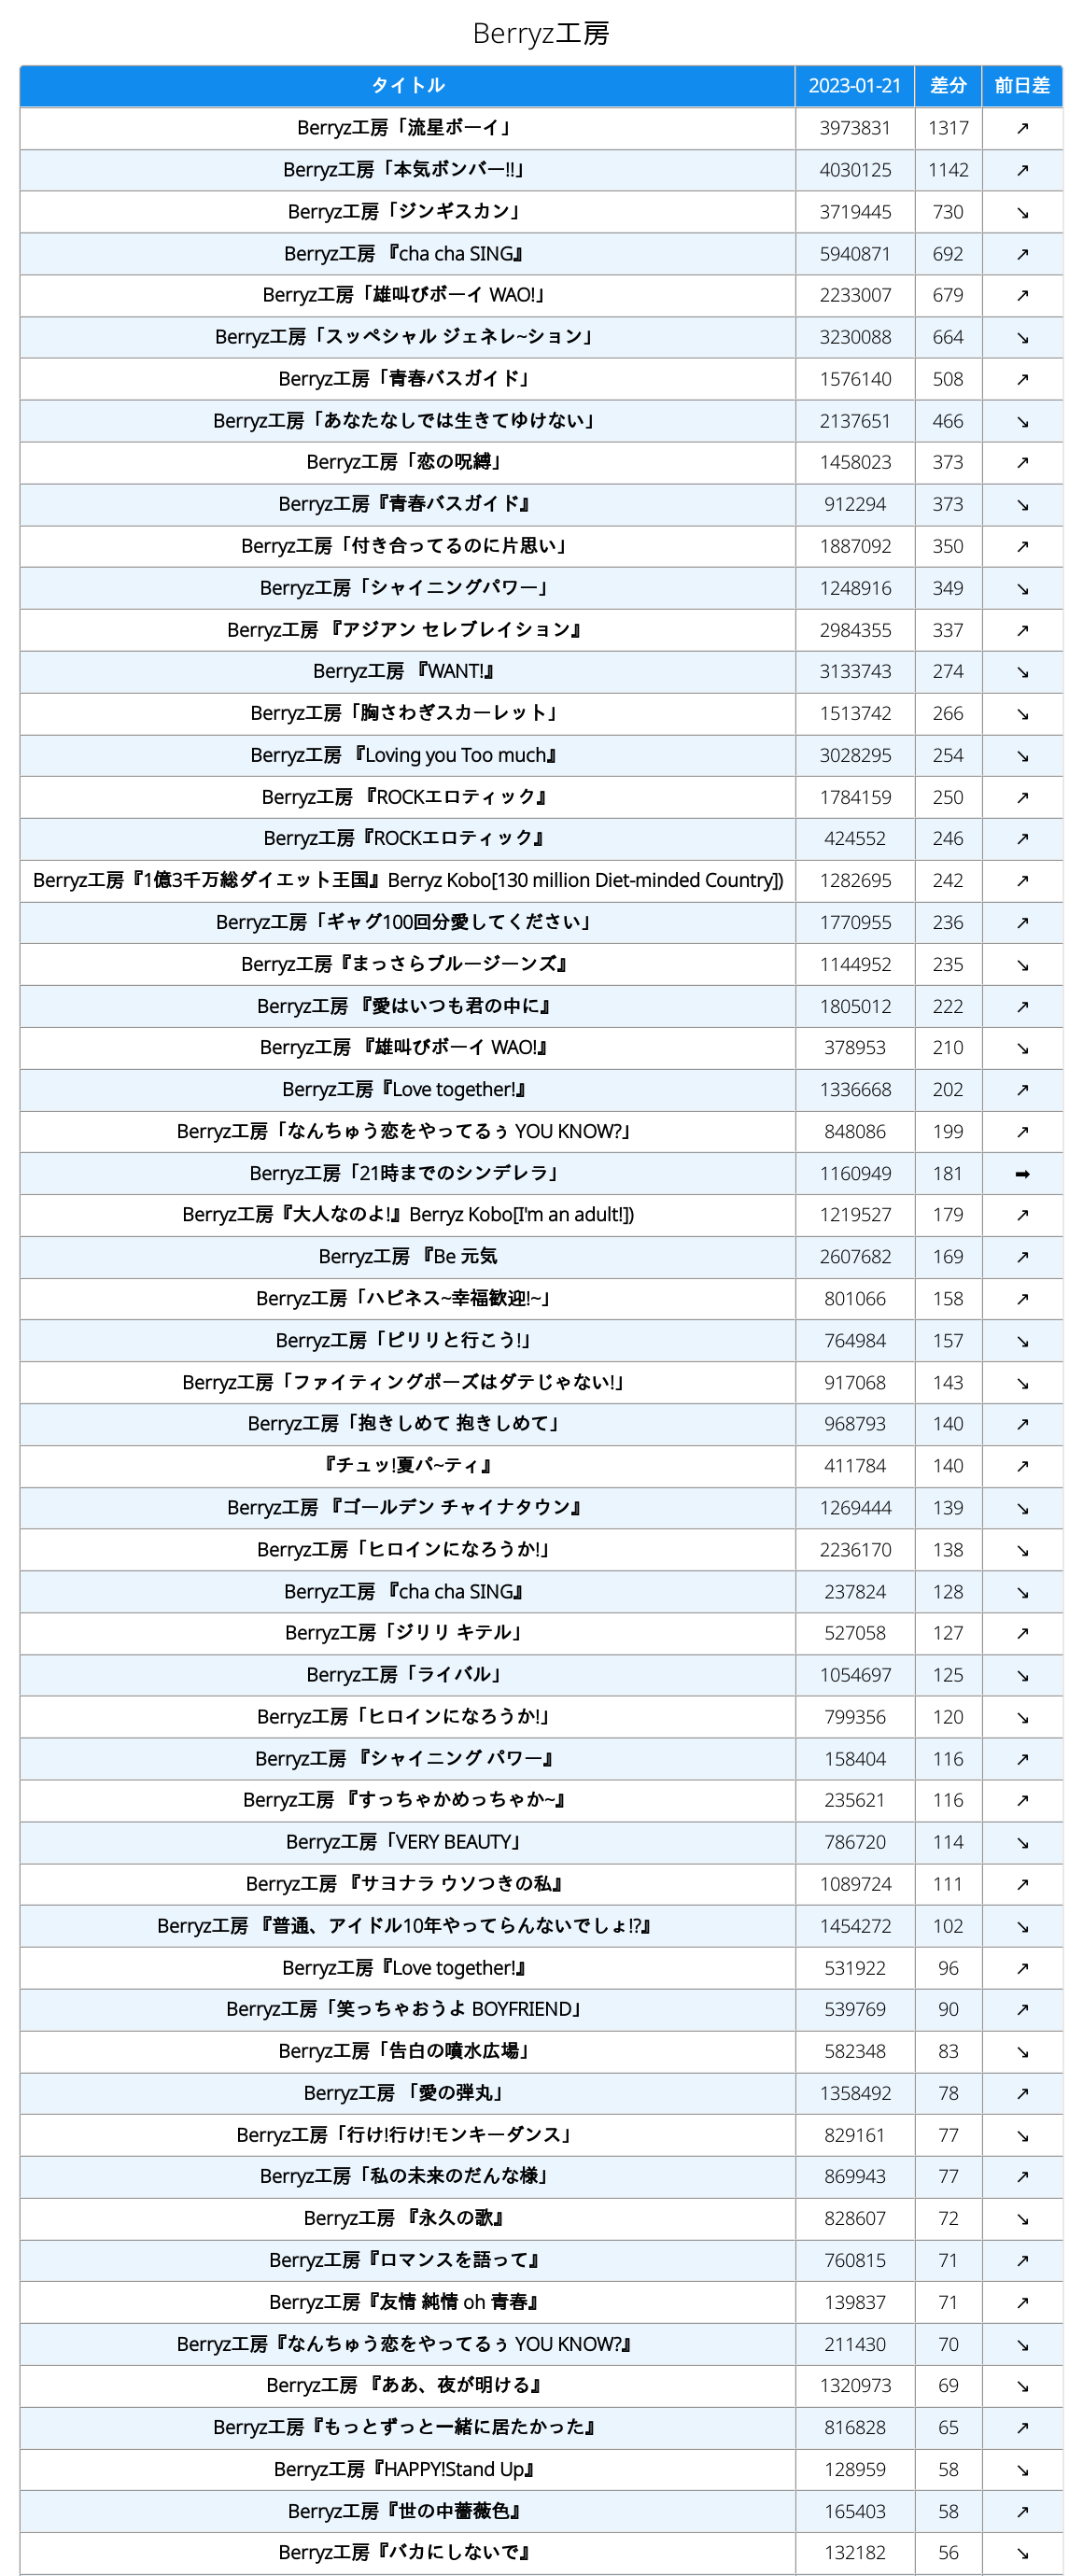 Berryz工房
タイトル 2023-01-21 差分 前日差
Berryz工房「流星ボーイ」 3973831 1317 ↗
Berryz工房「本気ボンバー!!」 4030125 1142 ↗
Berryz工房「ジンギスカン」 3719445 730 ↘
Berryz工房 『cha cha SING』 5940871 692 ↗
Berryz工房「雄叫びボーイ WAO!」 2233007 679 ↗
Berryz工房「スッペシャル ジェネレ~ション」 3230088 664 ↘
Berryz工房「青春バスガイド」 1576140 508 ↗
Berryz工房「あなたなしでは生きてゆけない」 2137651 466 ↘
Berryz工房「恋の呪縛」 1458023 373 ↗
Berryz工房『青春バスガイド』 912294 373 ↘
Berryz工房「付き合ってるのに片思い」 1887092 350 ↗
Berryz工房「シャイニングパワー」 1248916 349 ↘
Berryz工房 『アジアン セレブレイション』 2984355 337 ↗
Berryz工房 『WANT!』 3133743 274 ↘
Berryz工房「胸さわぎスカーレット」 1513742 266 ↘
Berryz工房 『Loving you Too much』 3028295 254 ↘
Berryz工房 『ROCKエロティック』 1784159 250 ↗
Berryz工房『ROCKエロティック』 424552 246 ↗
Berryz工房『1億3千万総ダイエット王国』Berryz Kobo[130 million Diet-minded Country]) 1282695 242 ↗
Berryz工房「ギャグ100回分愛してください」 1770955 236 ↗
Berryz工房『まっさらブルージーンズ』 1144952 235 ↘
Berryz工房 『愛はいつも君の中に』 1805012 222 ↗
Berryz工房 『雄叫びボーイ WAO!』 378953 210 ↘
Berryz工房『Love together!』 1336668 202 ↗
Berryz工房「なんちゅう恋をやってるぅ YOU KNOW?」 848086 199 ↗
Berryz工房「21時までのシンデレラ」 1160949 181 ➡
Berryz工房『大人なのよ!』Berryz Kobo[I'm an adult!]) 1219527 179 ↗
Berryz工房 『Be 元気 2607682 169 ↗
Berryz工房「ハピネス~幸福歓迎!~」 801066 158 ↗
Berryz工房「ピリリと行こう!」 764984 157 ↘
Berryz工房「ファイティングポーズはダテじゃない!」 917068 143 ↘
Berryz工房「抱きしめて 抱きしめて」 968793 140 ↗
『チュッ!夏パ~ティ』 411784 140 ↗
Berryz工房 『ゴールデン チャイナタウン』 1269444 139 ↘
Berryz工房「ヒロインになろうか!」 2236170 138 ↘
Berryz工房 『cha cha SING』 237824 128 ↘
Berryz工房「ジリリ キテル」 527058 127 ↗
Berryz工房「ライバル」 1054697 125 ↘
Berryz工房「ヒロインになろうか!」 799356 120 ↘
Berryz工房 『シャイニング パワー』 158404 116 ↗
Berryz工房 『すっちゃかめっちゃか~』 235621 116 ↗
Berryz工房「VERY BEAUTY」 786720 114 ↘
Berryz工房 『サヨナラ ウソつきの私』 1089724 111 ↗
Berryz工房 『普通、アイドル10年やってらんないでしょ!?』 1454272 102 ↘
Berryz工房『Love together!』 531922 96 ↗
Berryz工房「笑っちゃおうよ BOYFRIEND」 539769 90 ↗
Berryz工房「告白の噴水広場」 582348 83 ↘
Berryz工房 「愛の弾丸」 1358492 78 ↗
Berryz工房「行け!行け!モンキーダンス」 829161 77 ↘
Berryz工房「私の未来のだんな様」 869943 77 ↗
Berryz工房 『永久の歌』 828607 72 ↘
Berryz工房『ロマンスを語って』 760815 71 ↗
Berryz工房『友情 純情 oh 青春』 139837 71 ↗
Berryz工房『なんちゅう恋をやってるぅ YOU KNOW?』 211430 70 ↘
Berryz工房 『ああ、夜が明ける』 1320973 69 ↘
Berryz工房『もっとずっと一緒に居たかった』 816828 65 ↗
Berryz工房『HAPPY!Stand Up』 128959 58 ↘
Berryz工房『世の中薔薇色』 165403 58 ↗
Berryz工房『バカにしないで』 132182 56 ↘